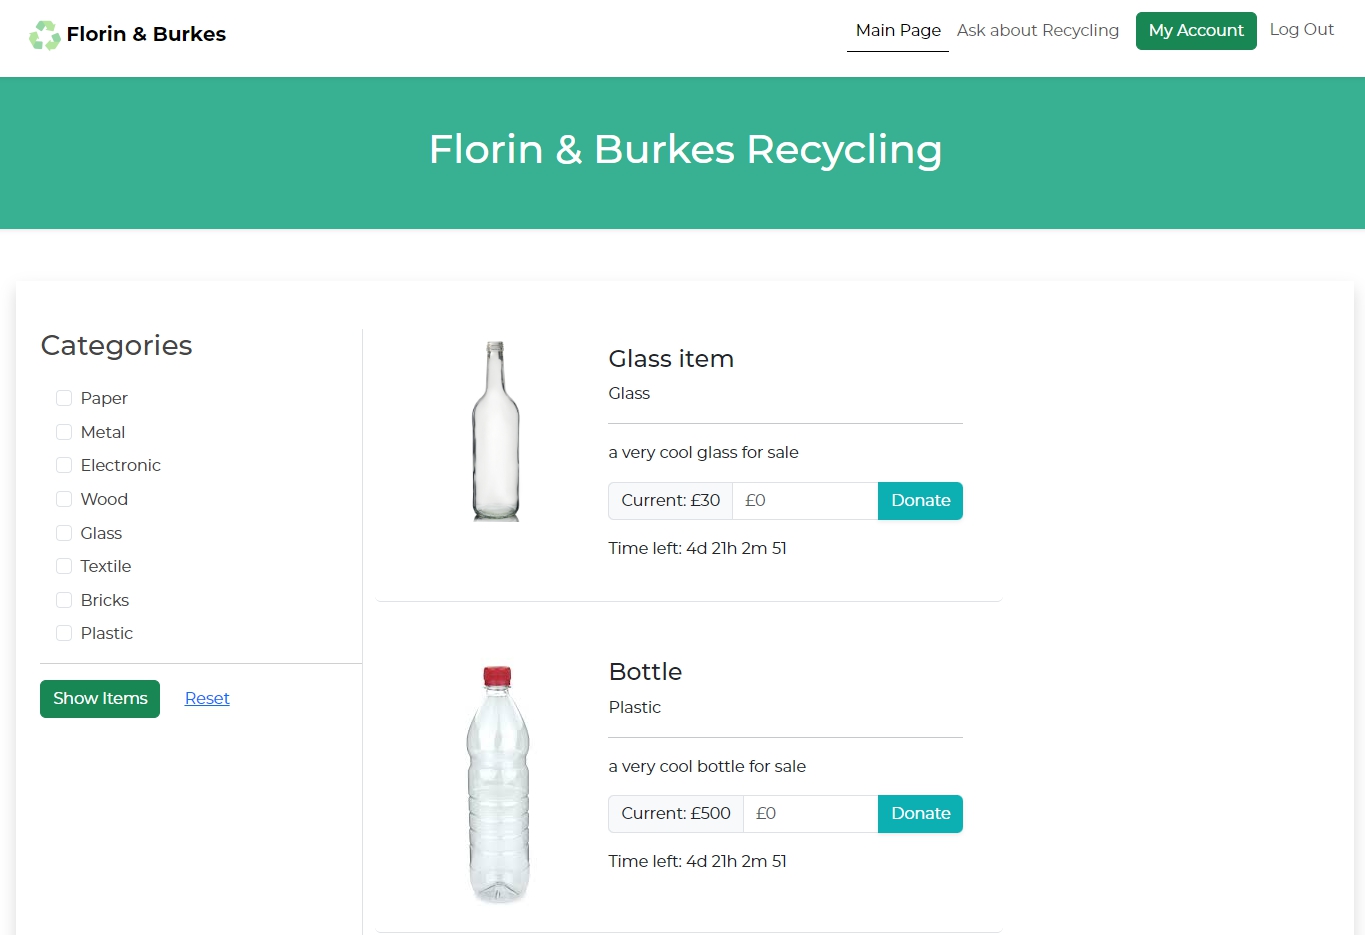 Florin & Burkes
Main Page
Ask about Recycling
My Account
Log Out
Florin & Burkes Recycling
Categories
Paper
Metal
Electronic
Wood
Glass
Textile
Bricks
Plastic
Show Items
Reset
Glass item
Glass
a very cool glass for sale
Current: £30
£0
Donate
Time left: 4d 21h 2m 51
Bottle
Plastic
a very cool bottle for sale
Current: £500
£0
Donate
Time left: 4d 21h 2m 51